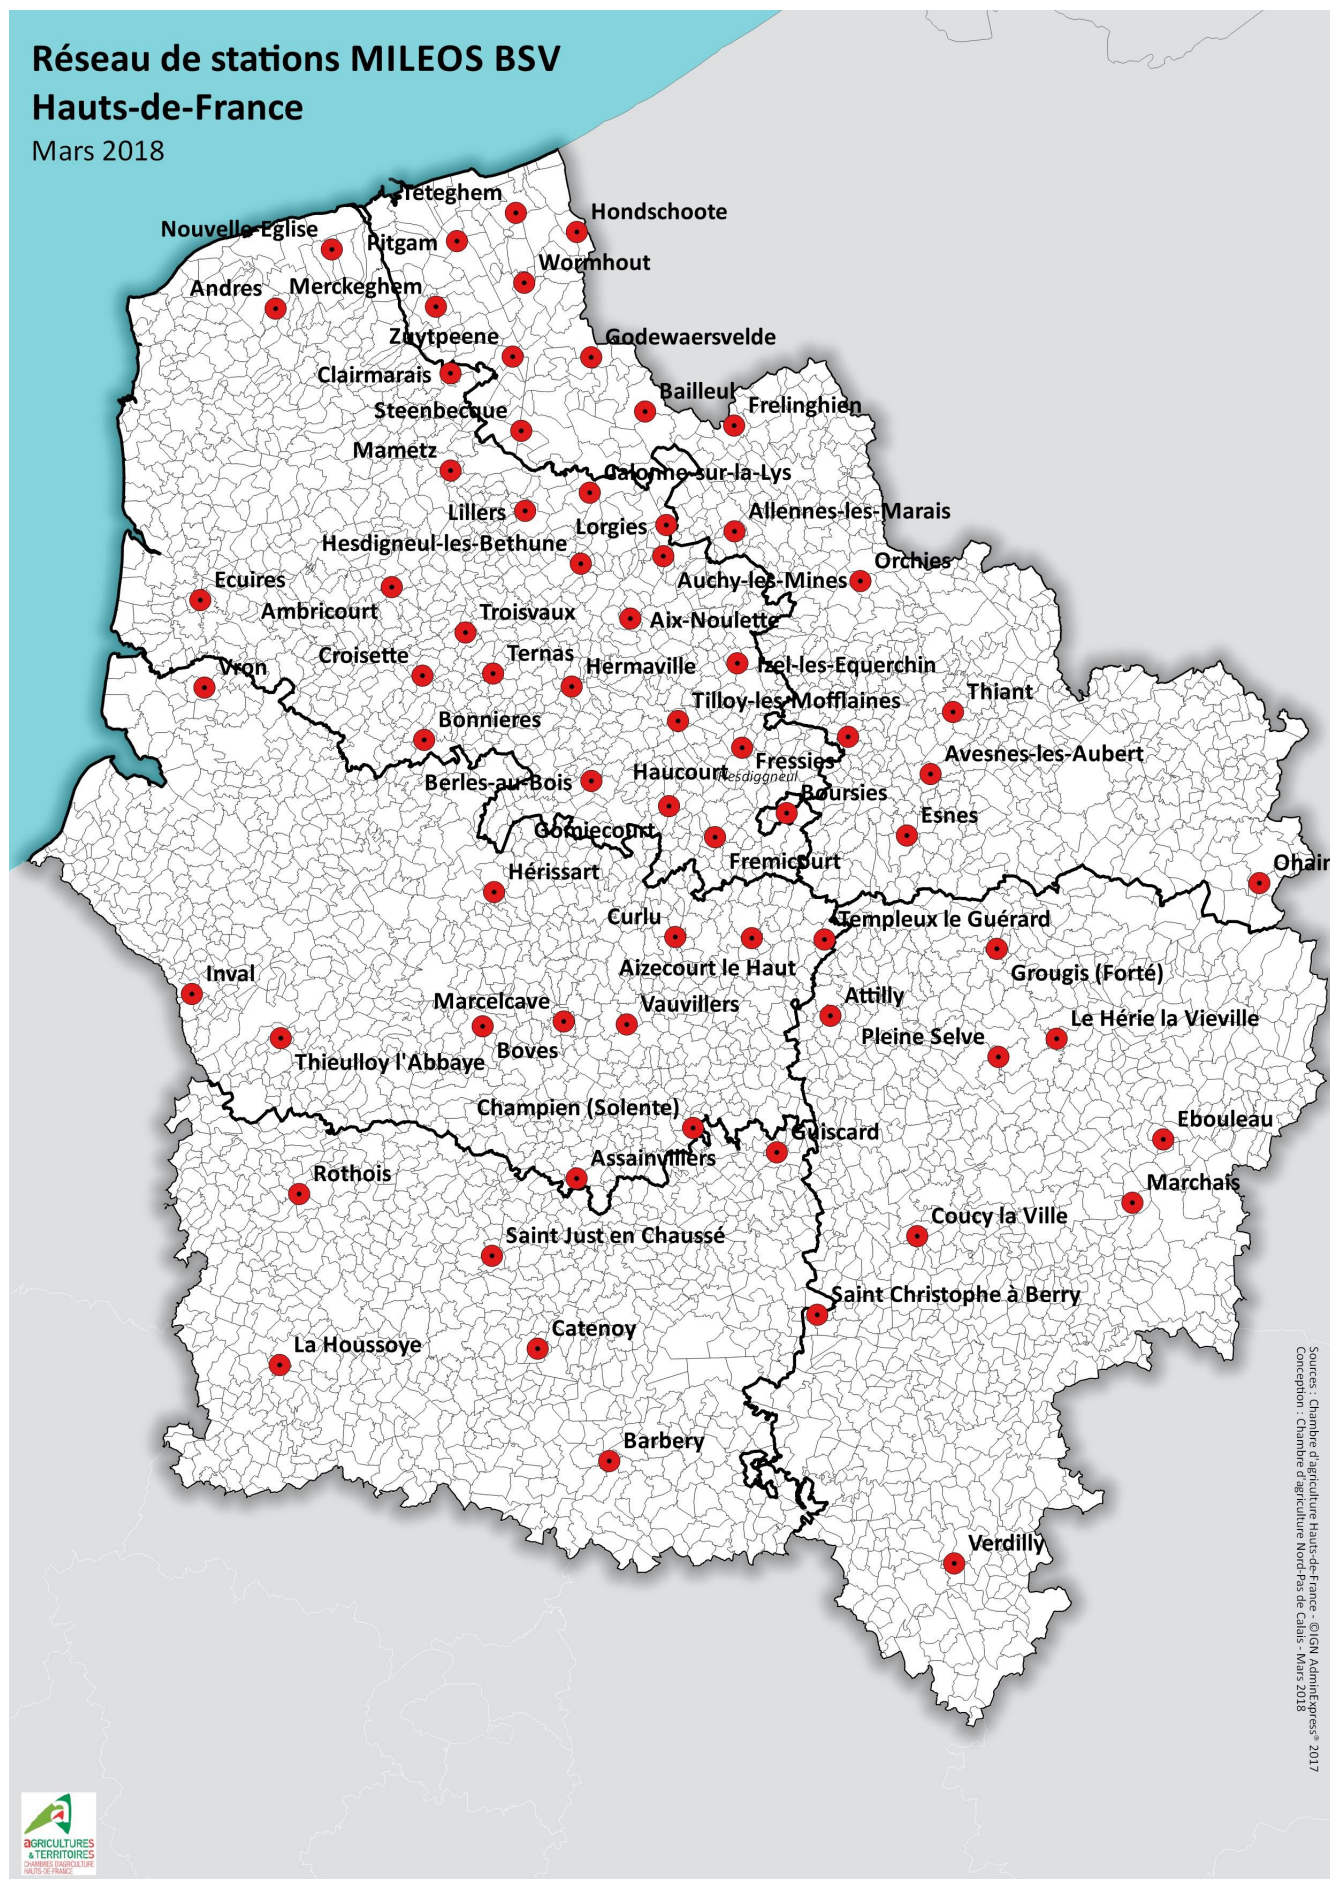 Réseau de stations MILEOS BSV
Hauts-de-France
Mars 2018
Teteghem
Hondschoote
Nouvelle-Eglise
Pitgam
Wormhout
Andres
Merckeghem
Zuytpeene
Godewaersvelde
Clairmarais
Bailleul
Steenbecque
Frelinghien
Mametz
Calonne-sur-la-Lys
Lillers
Lorgies
Allennes-les-Marais
Hesdigneul-les-Bethune
Orchies
Ecuires
Auchy-les-Mines
Ambricourt
Troisvaux
Aix-Noulette
Croisette
Ternas
Hermaville
Izel-les-Equerchin
Vron
Thiant
Tilloy-les-Mofflaines
Bonnieres
Avesnes-les-Aubert
Fressies
Haucourt
Hesdiggneul
Berles-au-Bois
Boursies
Esnes
Gomiecourt
Fremicourt
Ohain
Hérissart
Curlu
Templeux le Guérard
Aizecourt le Haut
Grougis (Forté)
Inval
Attilly
Marcelcave
Vauvillers
Le Hérie la Vieville
Pleine Selve
Boves
Thieulloy l'Abbaye
Champien (Solente)
Ebouleau
Guiscard
Assainvillers
Rothois
Marchais
Coucy la Ville
Saint Just en Chaussé
Saint Christophe à Berry
Catenoy
La Houssoye
Barbery
Verdilly
Sources : Chambre d'agriculture Hauts-de-France - ©IGN AdminExpress® 2017
Conception : Chambre d'agriculture Nord-Pas de Calais - Mars 2018
aGRICULTURES
& TERRITOIRES
CHAMBRES D'AGRICULTURE
HAUTS-DE-FRANCE